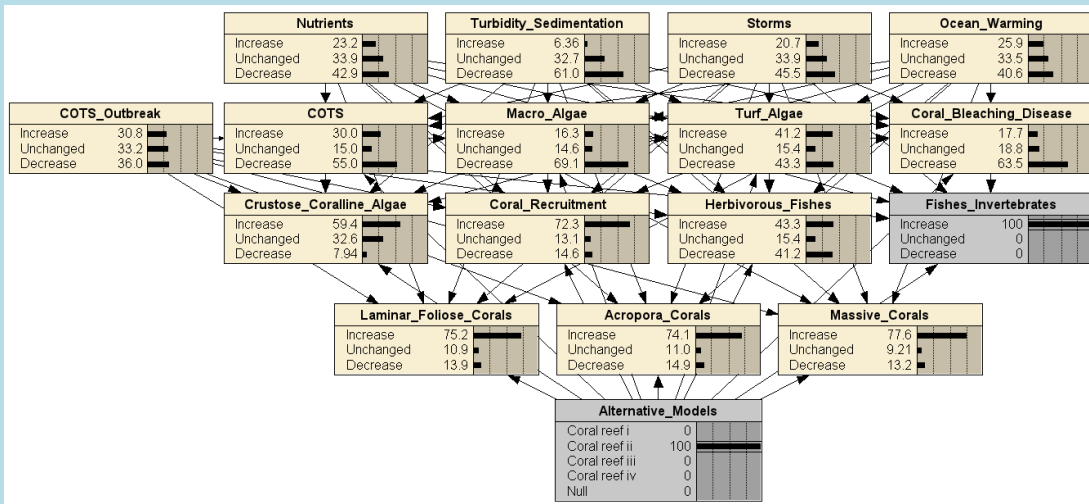 Nutrients
Increase 23.2
Unchanged 33.9
Decrease 42.9
Turbidity_Sedimentation
Increase 6.36
Unchanged 32.7
Decrease 61.0
Storms
Increase 20.7
Unchanged 33.9
Decrease 45.5
Ocean_Warming
Increase 25.9
Unchanged 33.5
Decrease 40.6
COTS_Outbreak
Increase 30.8
Unchanged 33.2
Decrease 36.0
COTS
Increase 30.0
Unchanged 15.0
Decrease 55.0
Macro_Algae
Increase 16.3
Unchanged 14.6
Decrease 69.1
Turf_Algae
Increase 41.2
Unchanged 15.4
Decrease 43.3
Coral_Bleaching_Disease
Increase 17.7
Unchanged 18.8
Decrease 63.5
Crustose_Coralline_Algae
Increase 59.4
Unchanged 32.6
Decrease 7.94
Coral_Recruitment
Increase 72.3
Unchanged 13.1
Decrease 14.6
Herbivorous_Fishes
Increase 43.3
Unchanged 15.4
Decrease 41.2
Fishes_Invertebrates
Increase 100
Unchanged 0
Decrease 0
Laminar_Foliose_Corals
Increase 75.2
Unchanged 10.9
Decrease 13.9
Acropora_Corals
Increase 74.1
Unchanged 11.0
Decrease 14.9
Massive_Corals
Increase 77.6
Unchanged 9.21
Decrease 13.2
Alternative_Models
Coral reef i 0
Coral reef ii 100
Coral reef iii 0
Coral reef iv 0
Null 0